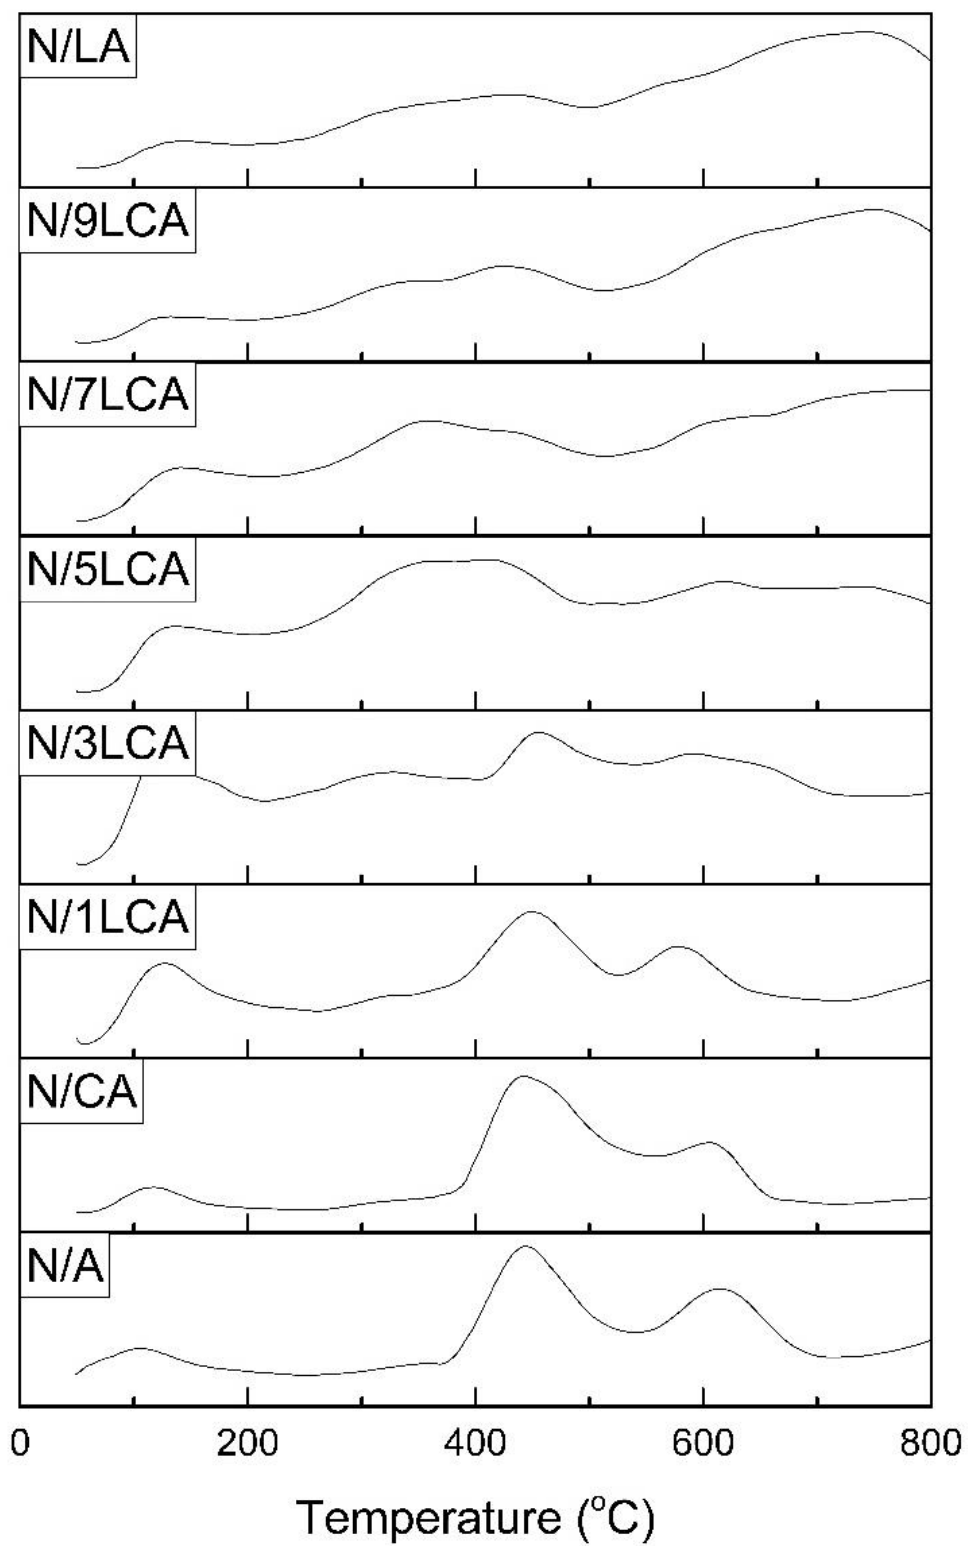 N/LA
N/9LCA
N/7LCA
N/5LCA
N/3LCA
N/1LCA
N/CA
N/A
0 200 400 600 800
Temperature (°C)